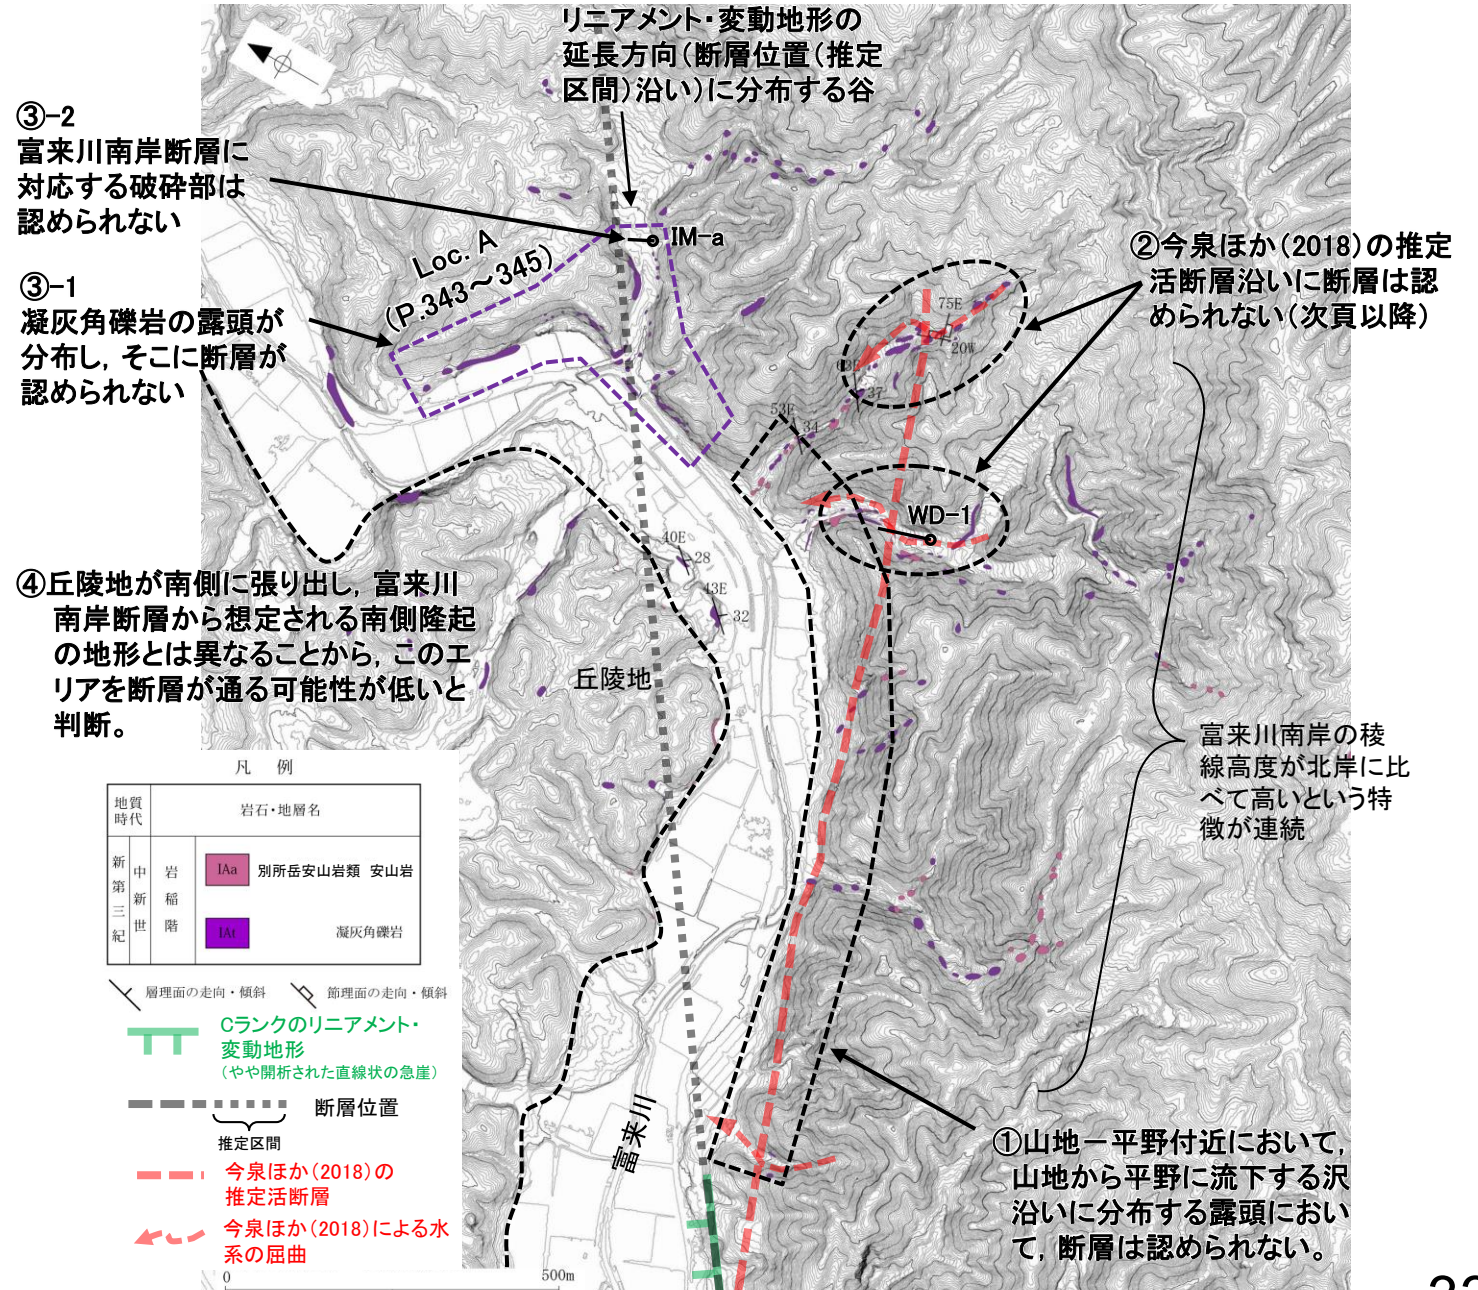 リニアメント・変動地形の
延長方向(断層位置(推定
区間)沿い)に分布する谷
③-2
富来川南岸断層に
対応する破砕部は
認められない
IM-a
Loc. A
(P.343～345)
③-1
凝灰角礫岩の露頭が
分布し，そこに断層が
認められない
②今泉ほか(2018)の推定
活断層沿いに断層は認
められない(次頁以降)
75E
20W
63E
37
53E
34
WD-1
40E
28
43E
32
④丘陵地が南側に張り出し，富来川
南岸断層から想定される南側隆起
の地形とは異なることから，このエ
リアを断層が通る可能性が低いと
判断。
丘陵地
富来川南岸の稜
線高度が北岸に比
べて高いという特
徴が連続
凡 例
地質
時代
岩石・地層名
新第三紀
中新世
岩稲階
IAa
別所岳安山岩類 安山岩
IAt
凝灰角礫岩
層理面の走向・傾斜
節理面の走向・傾斜
Cランクのリニアメント・
変動地形
(やや開析された直線状の急崖)
断層位置
推定区間
今泉ほか(2018)の
推定活断層
今泉ほか(2018)による水
系の屈曲
富来川
①山地－平野付近において，
山地から平野に流下する沢
沿いに分布する露頭におい
て，断層は認められない。
0
500m